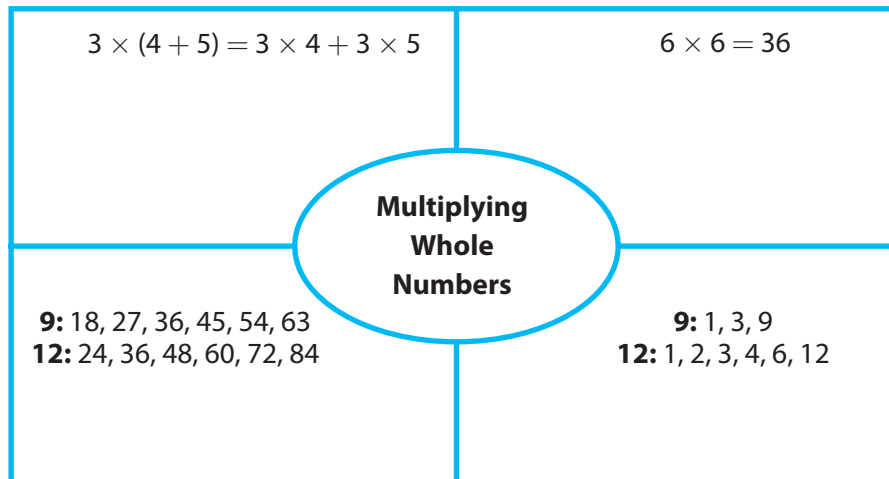 3 × (4 + 5) = 3 × 4 + 3 × 5
6 × 6 = 36
Multiplying
Whole
Numbers
9: 18, 27, 36, 45, 54, 63
12: 24, 36, 48, 60, 72, 84
9: 1, 3, 9
12: 1, 2, 3, 4, 6, 12